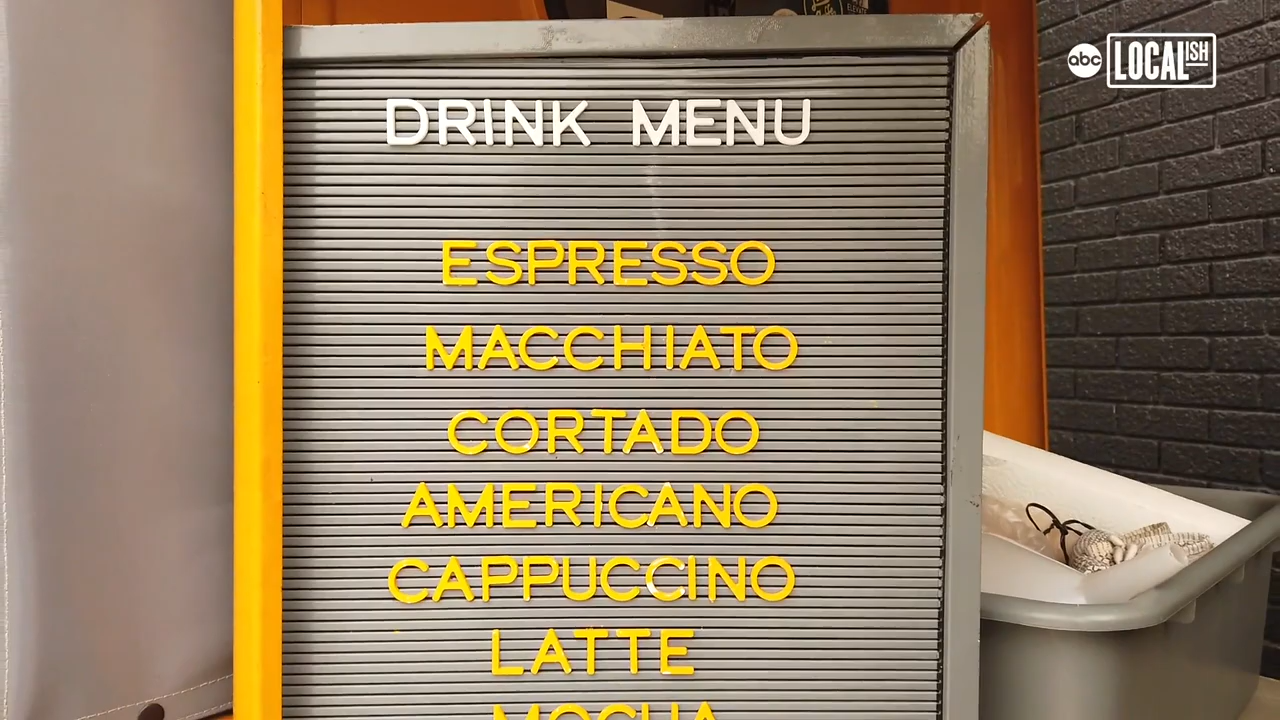 abc LOCALISH
DRINK MENU
ESPRESSO
MACCHIATO
CORTADO
AMERICANO
CAPPUCCINO
LATTE
MOCHA